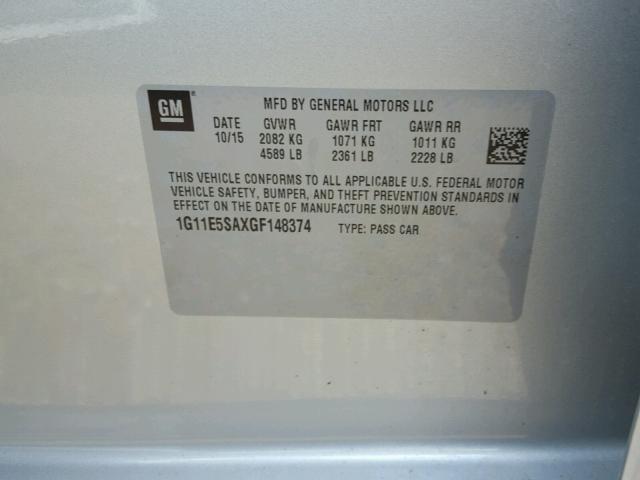 GM ®
MFD BY GENERAL MOTORS LLC
DATE GVWR GAWR FRT GAWR RR
10/15 2082 KG 1071 KG 1011 KG
4589 LB 2361 LB 2228 LB
THIS VEHICLE CONFORMS TO ALL APPLICABLE U.S. FEDERAL MOTOR
VEHICLE SAFETY, BUMPER, AND THEFT PREVENTION STANDARDS IN
EFFECT ON THE DATE OF MANUFACTURE SHOWN ABOVE.
1G11E5SAXGF148374 TYPE: PASS CAR